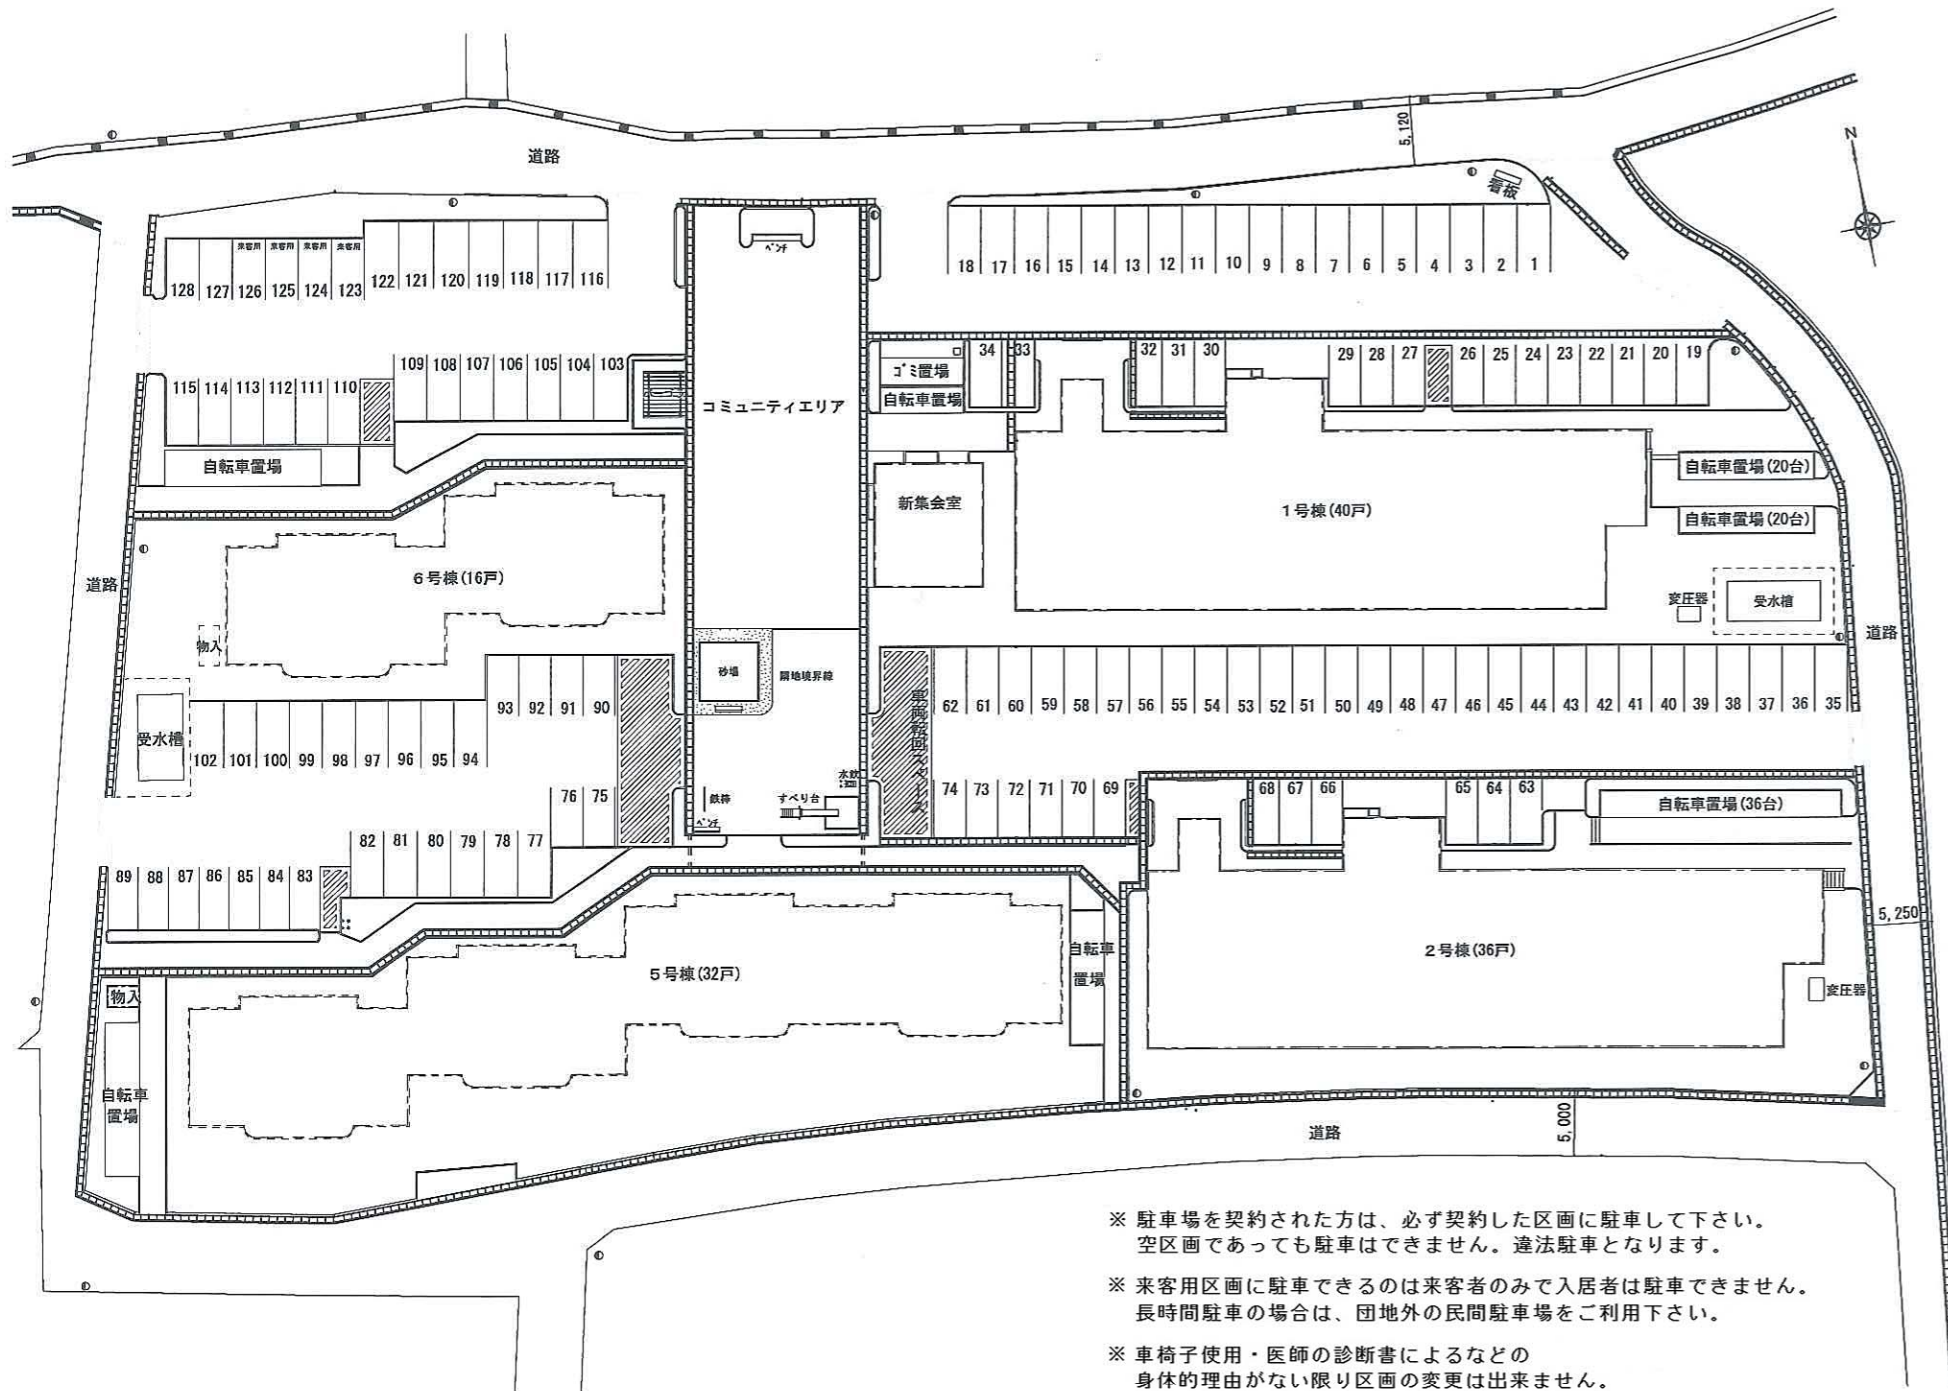 道路
5,120
N
看板
ベンチ
来客用 来客用 来客用 来客用
128 127 126 125 124 123 122 121 120 119 118 117 116
18 17 16 15 14 13 12 11 10 9 8 7 6 5 4 3 2 1
115 114 113 112 111 110 109 108 107 106 105 104 103
ゴミ置場
自転車置場
34 33 32 31 30 29 28 27 26 25 24 23 22 21 20 19
コミュニティエリア
自転車置場
新集会室
1号棟(40戸)
自転車置場(20台)
自転車置場(20台)
道路
6号棟(16戸)
物入
砂場
隣地境界線
変圧器
受水槽
道路
受水槽
102 101 100 99 98 97 96 95 94 93 92 91 90
車両転回スペース
62 61 60 59 58 57 56 55 54 53 52 51 50 49 48 47 46 45 44 43 42 41 40 39 38 37 36 35
水飲
鉄棒
すべり台
ベンチ
82 81 80 79 78 77 76 75
74 73 72 71 70 69 68 67 66 65 64 63
自転車置場(36台)
89 88 87 86 85 84 83
5,250
5号棟(32戸)
自転車
置場
2号棟(36戸)
変圧器
物入
自転車
置場
道路
5,000
※ 駐車場を契約された方は、必ず契約した区画に駐車して下さい。
空区画であっても駐車はできません。違法駐車となります。
※ 来客用区画に駐車できるのは来客者のみで入居者は駐車できません。
長時間駐車の場合は、団地外の民間駐車場をご利用下さい。
※ 車椅子使用・医師の診断書によるなどの
身体的理由がない限り区画の変更は出来ません。